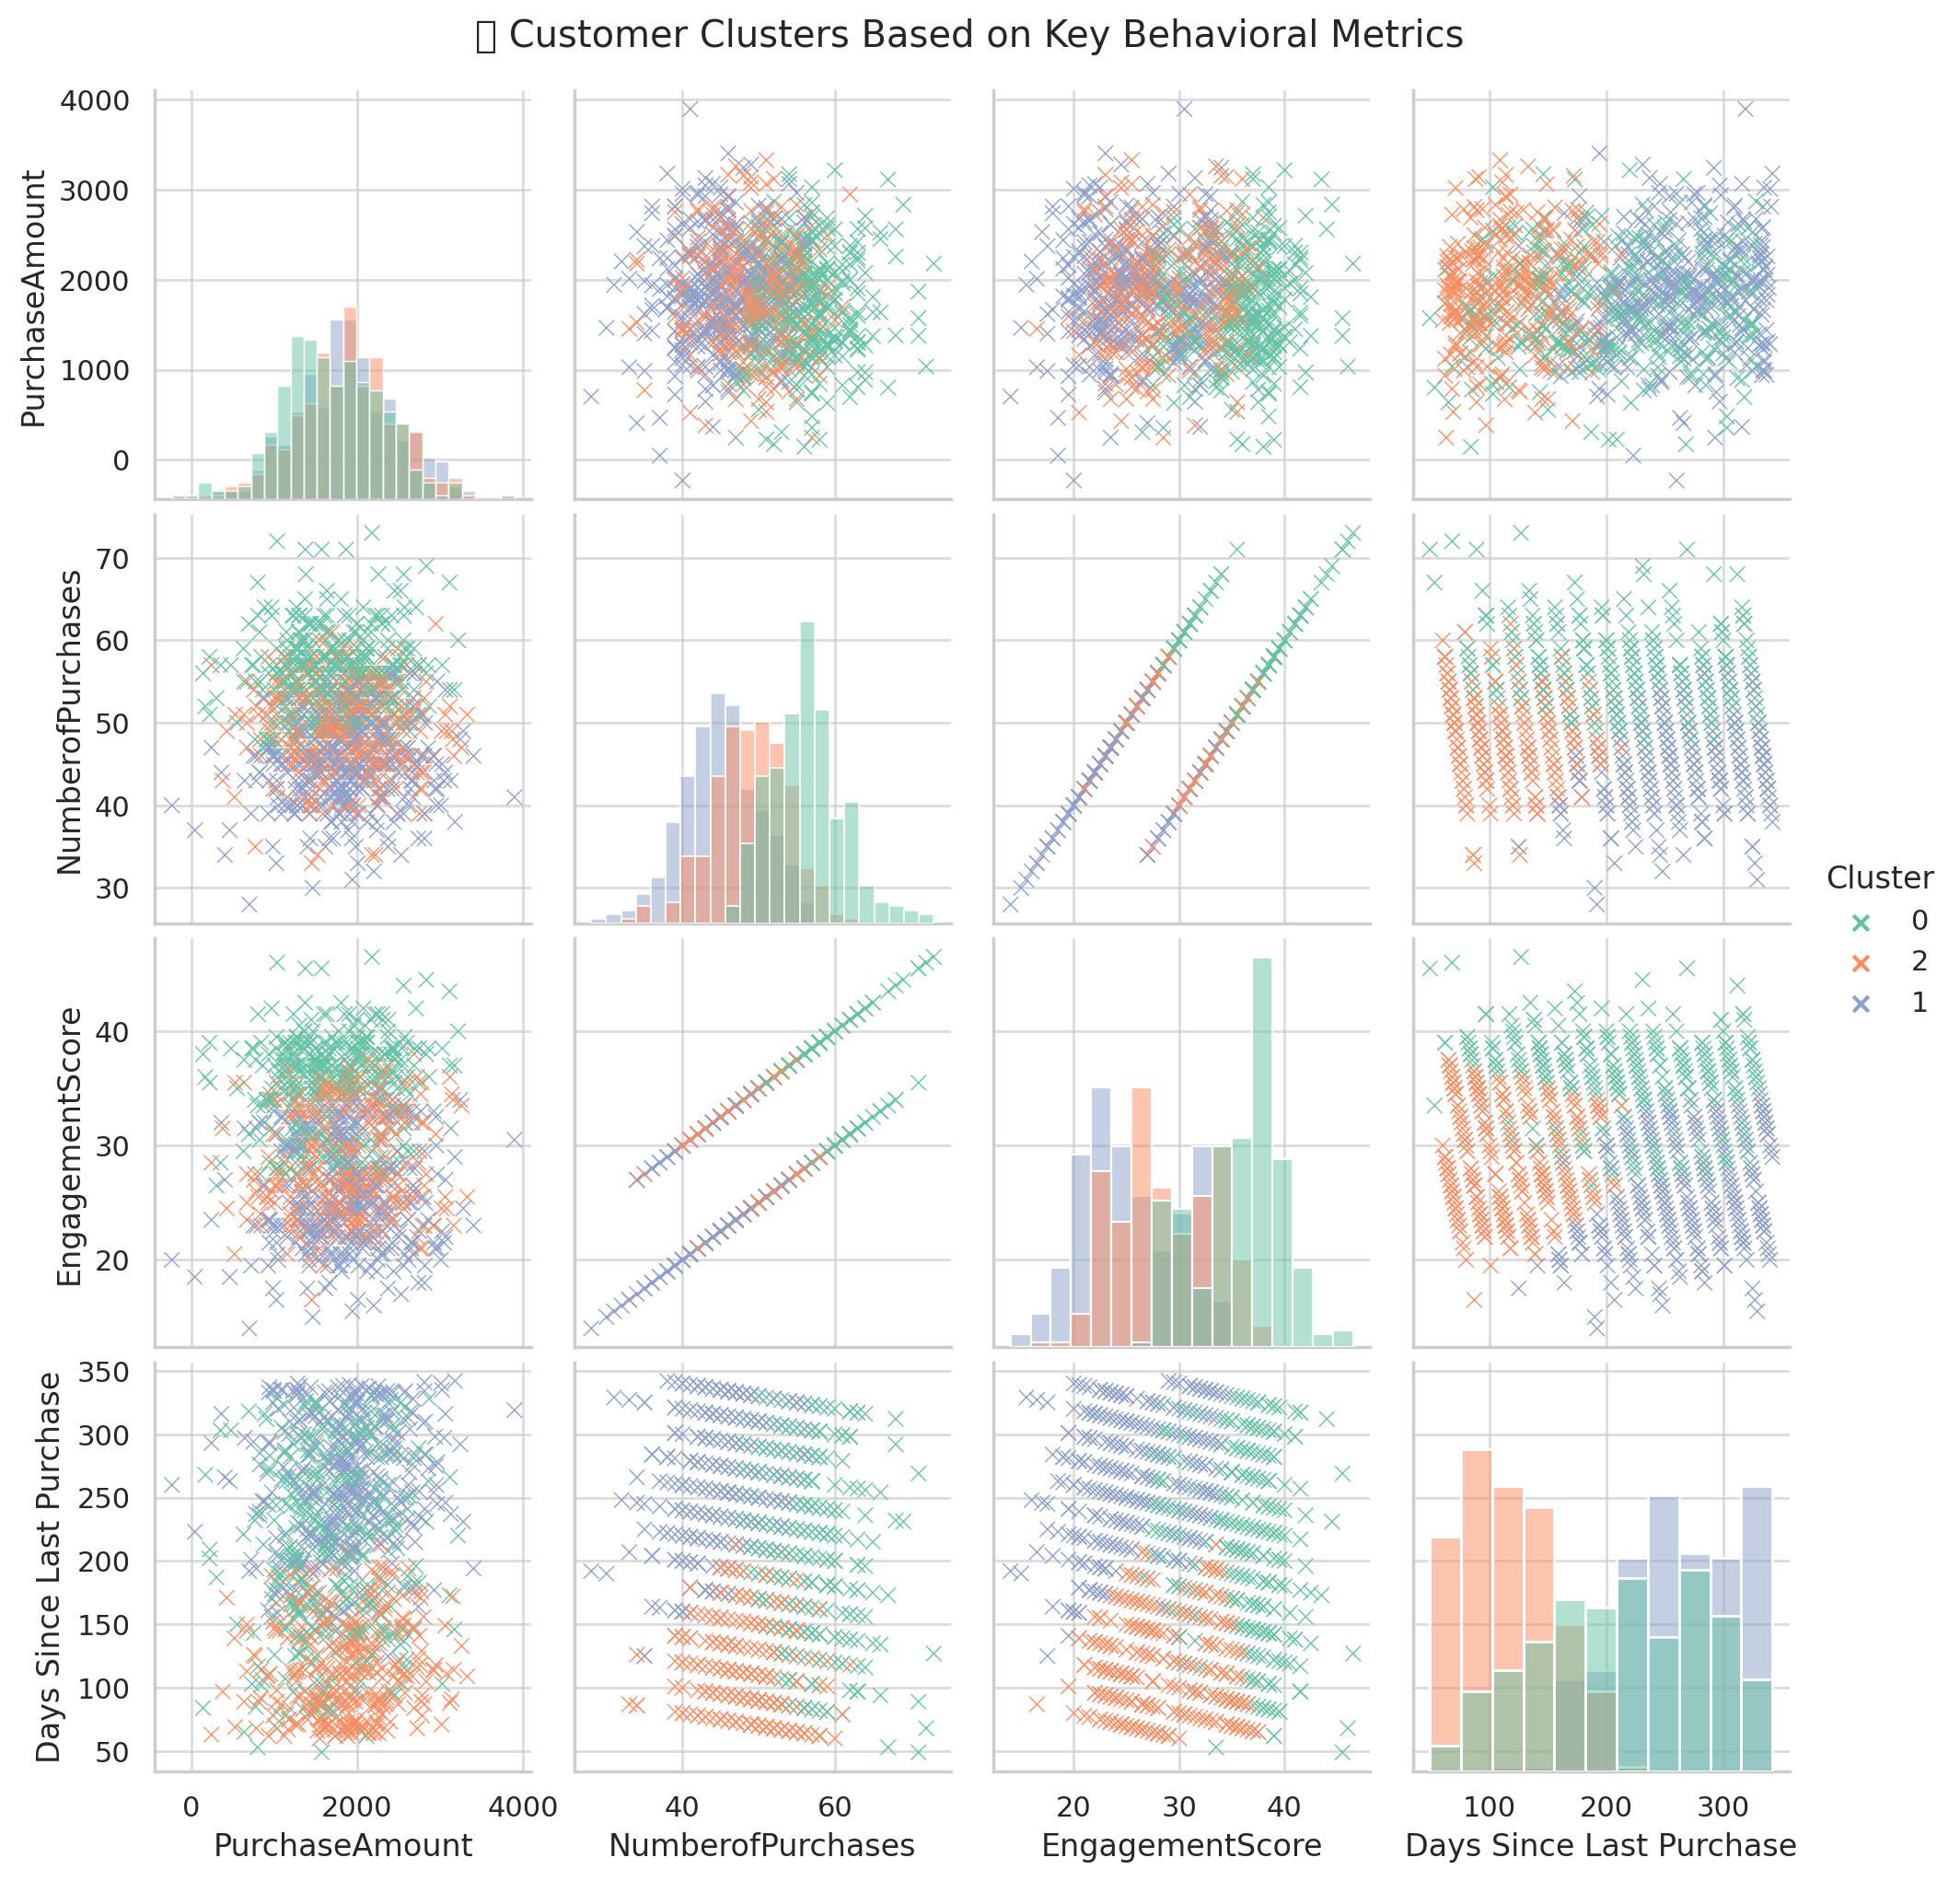 Customer Clusters Based on Key Behavioral Metrics
4000
3000
2000
1000
0
PurchaseAmount
70
60
50
40
30
NumberofPurchases
Cluster
0
2
1
40
30
20
EngagementScore
350
300
250
200
150
100
50
Days Since Last Purchase
0 2000 4000 40 60 20 30 40 100 200 300
PurchaseAmount NumberofPurchases EngagementScore Days Since Last Purchase